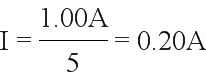 I = 1.00A / 5 = 0.20A